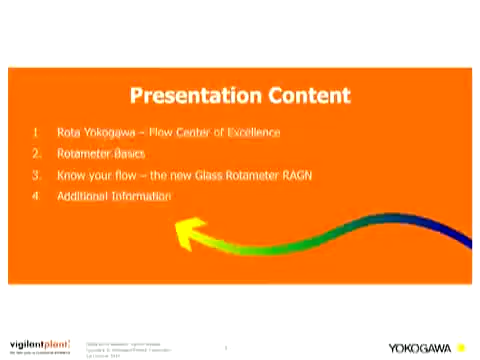 Presentation Content
1 Rota Yokogawa – Flow Center of Excellence
2. Rotameter Basics
3. Know your flow – the new Glass Rotameter RAGN
4 Additional Information
vigilantplant.
YOKOGAWA